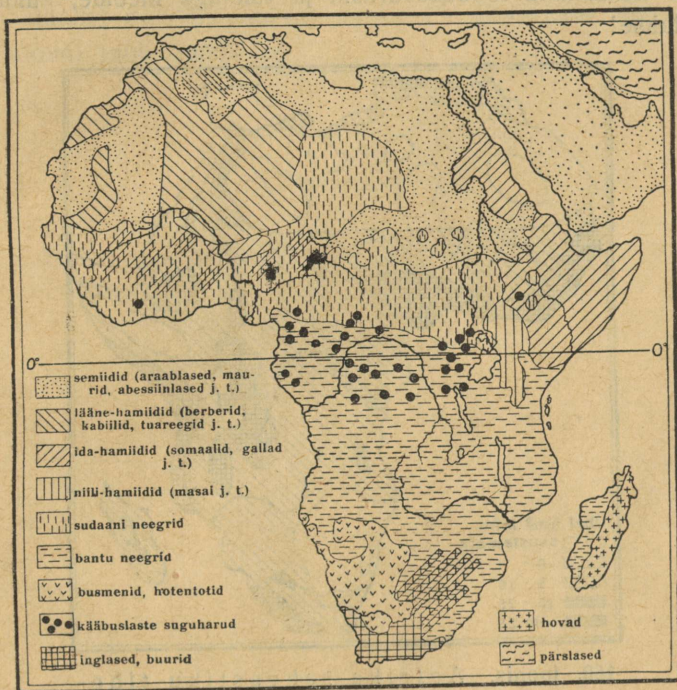 0°
0°
semiidid (araablased, mau-
rid, abessiinlased j. t.)
lääne-hamiidid (berberid,
kabiilid, tuareegid j. t.)
ida-hamiidid (somaalid, gallad
j. t.)
niili-hamiidid (masai j. t.)
sudaani neegrid
bantu neegrid
busmenid, hotentotid
kääbuslaste suguharud
inglased, buurid
hovad
pärslased